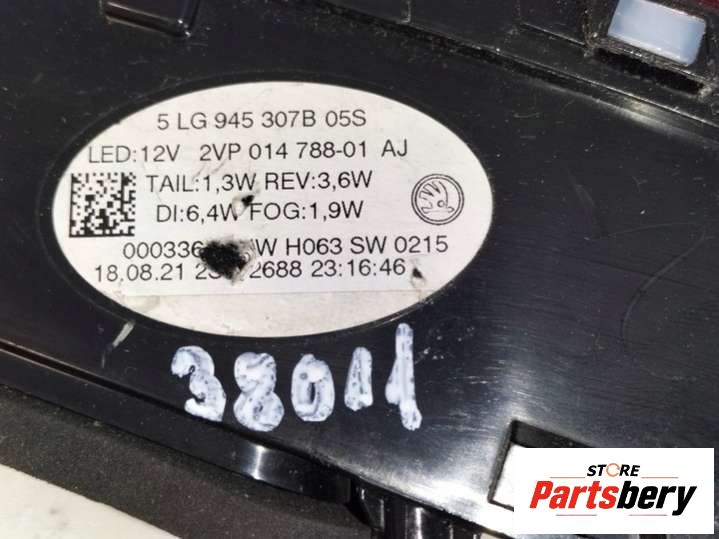 5 LG 945 307B 05S
LED:12V 2VP 014 788-01 AJ
TAIL:1,3W REV:3,6W
DI:6,4W FOG:1,9W
H063 SW 0215
18.08.21 2688 23:16:46
38011
STORE
Partsbery